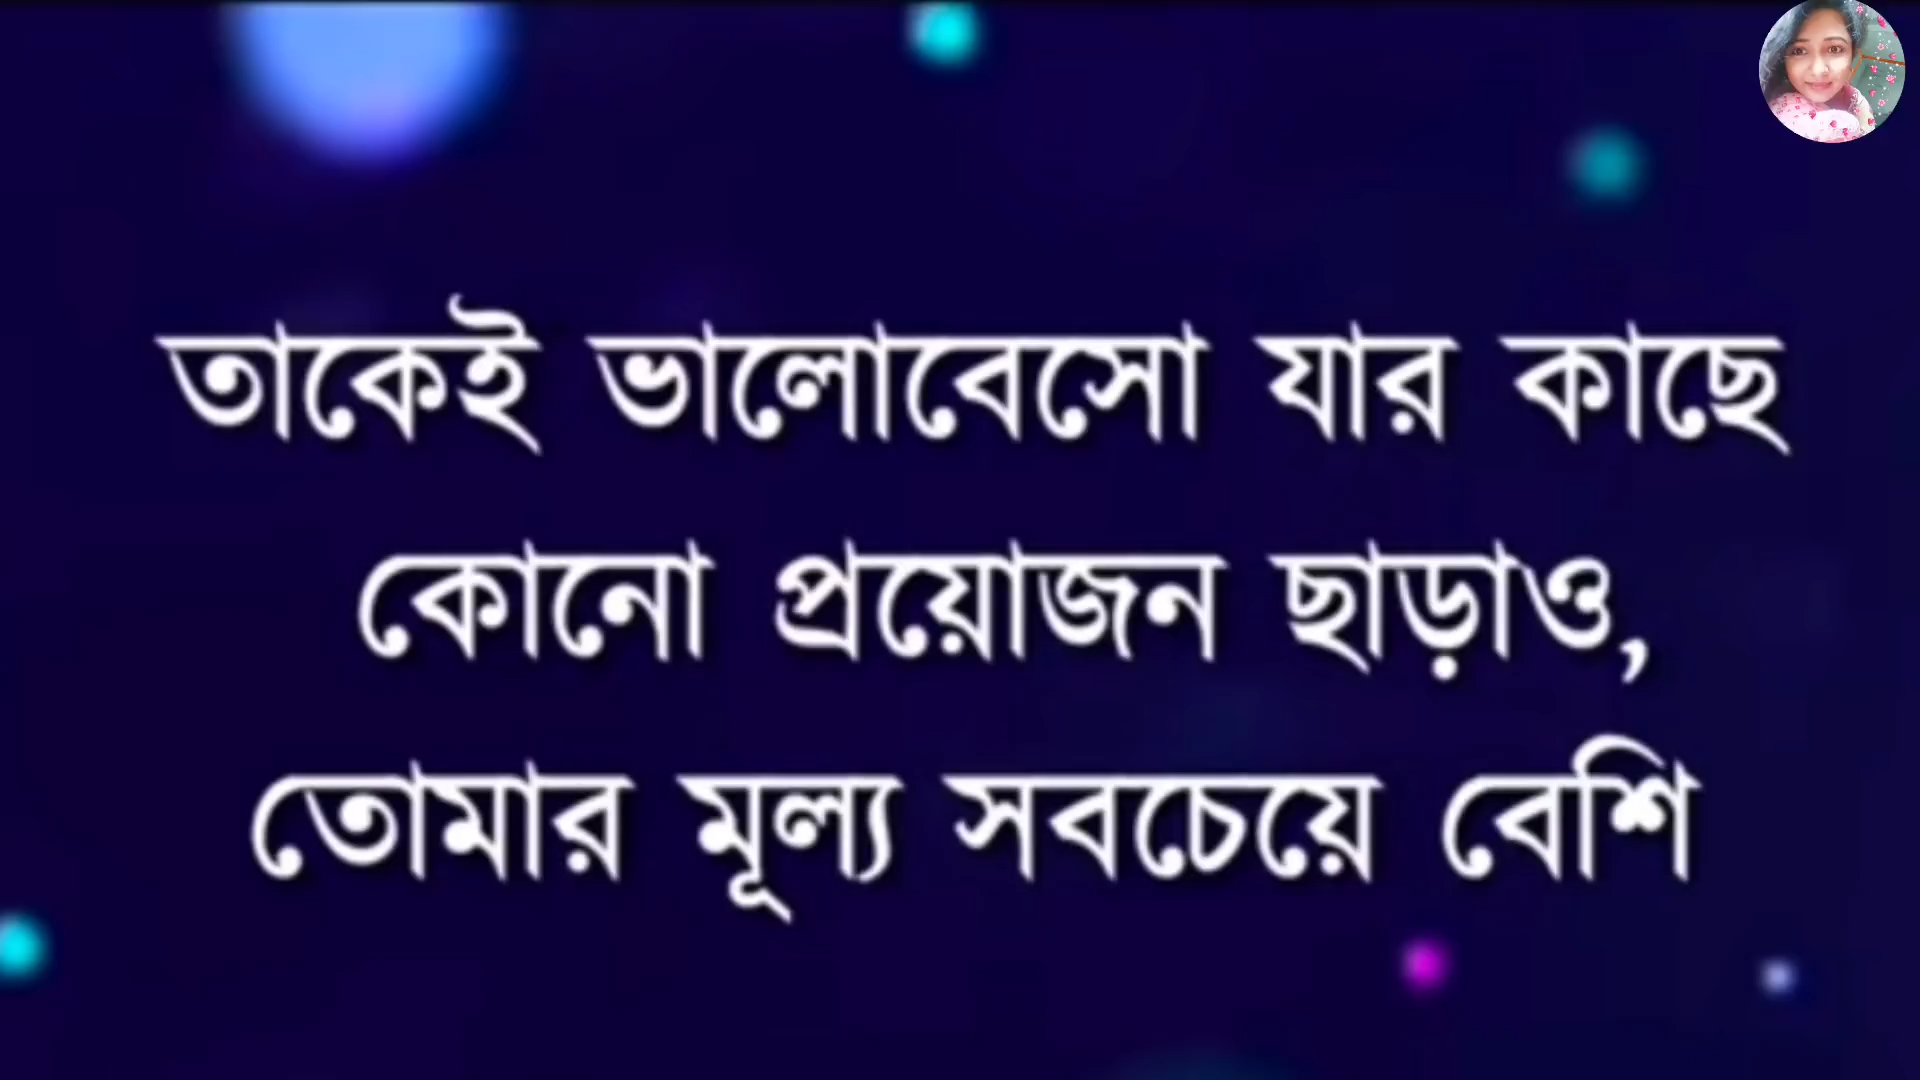 তাকেই ভালোবেসো যার কাছে
কোনো প্রয়োজন ছাড়াও,
তোমার মূল্য সবচেয়ে বেশি